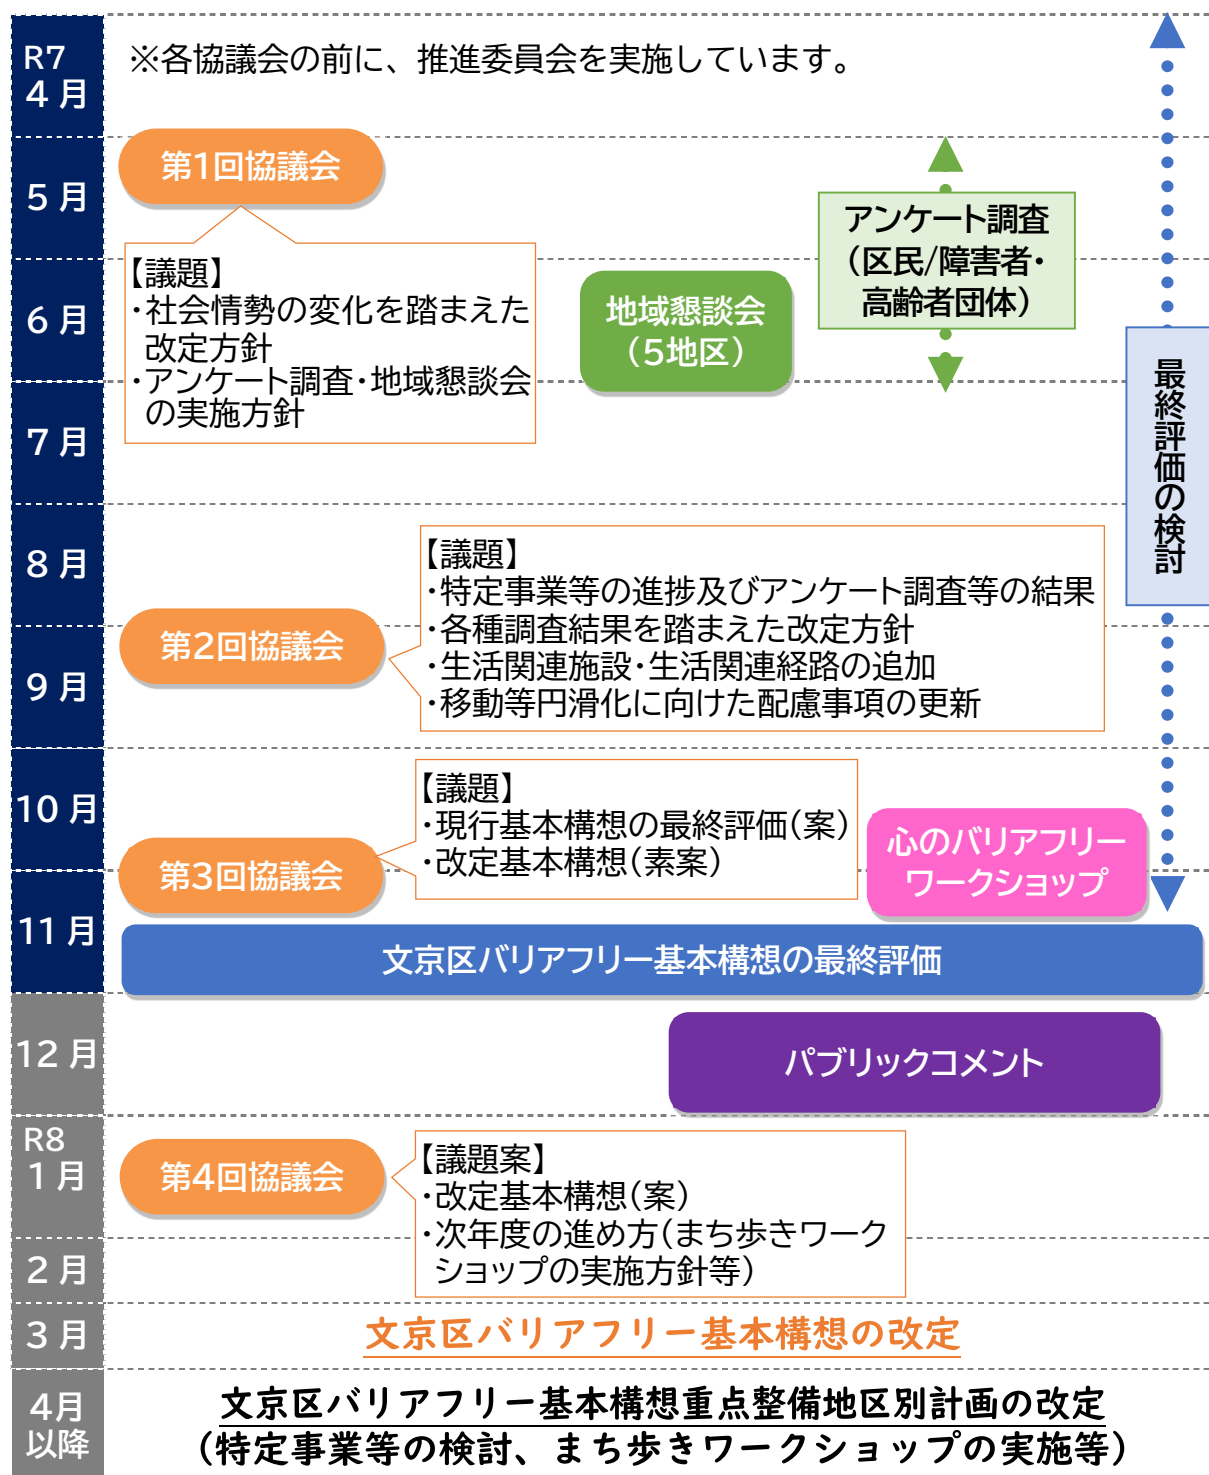 R7
4月
※各協議会の前に、推進委員会を実施しています。
5月
第1回協議会
【議題】
・社会情勢の変化を踏まえた
改定方針
・アンケート調査・地域懇談会
の実施方針
アンケート調査
（区民/障害者・
高齢者団体）
6月
地域懇談会
（5地区）
7月
最終評価の検討
8月
【議題】
・特定事業等の進捗及びアンケート調査等の結果
・各種調査結果を踏まえた改定方針
・生活関連施設・生活関連経路の追加
・移動等円滑化に向けた配慮事項の更新
第2回協議会
9月
10月
【議題】
・現行基本構想の最終評価（案）
・改定基本構想（素案）
第3回協議会
心のバリアフリー
ワークショップ
11月
文京区バリアフリー基本構想の最終評価
12月
パブリックコメント
R8
1月
第4回協議会
【議題案】
・改定基本構想（案）
・次年度の進め方（まち歩きワーク
ショップの実施方針等）
2月
3月
文京区バリアフリー基本構想の改定
4月
以降
文京区バリアフリー基本構想重点整備地区別計画の改定
（特定事業等の検討、まち歩きワークショップの実施等）